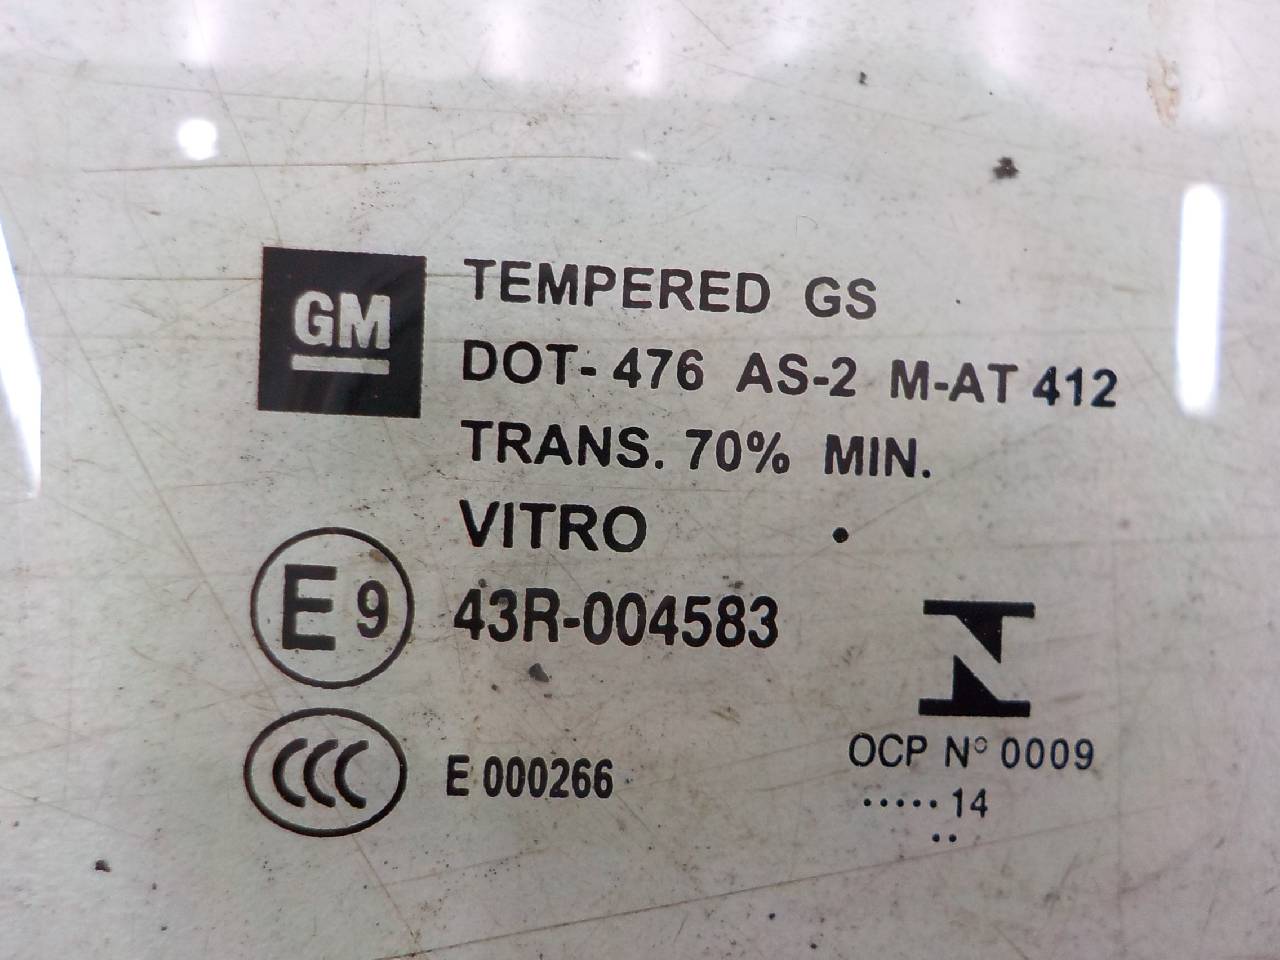 GM
TEMPERED GS
DOT-476 AS-2 M-AT 412
TRANS. 70% MIN.
VITRO
E9 43R-004583
CCC E 000266
OCP N° 0009
..... 14
..